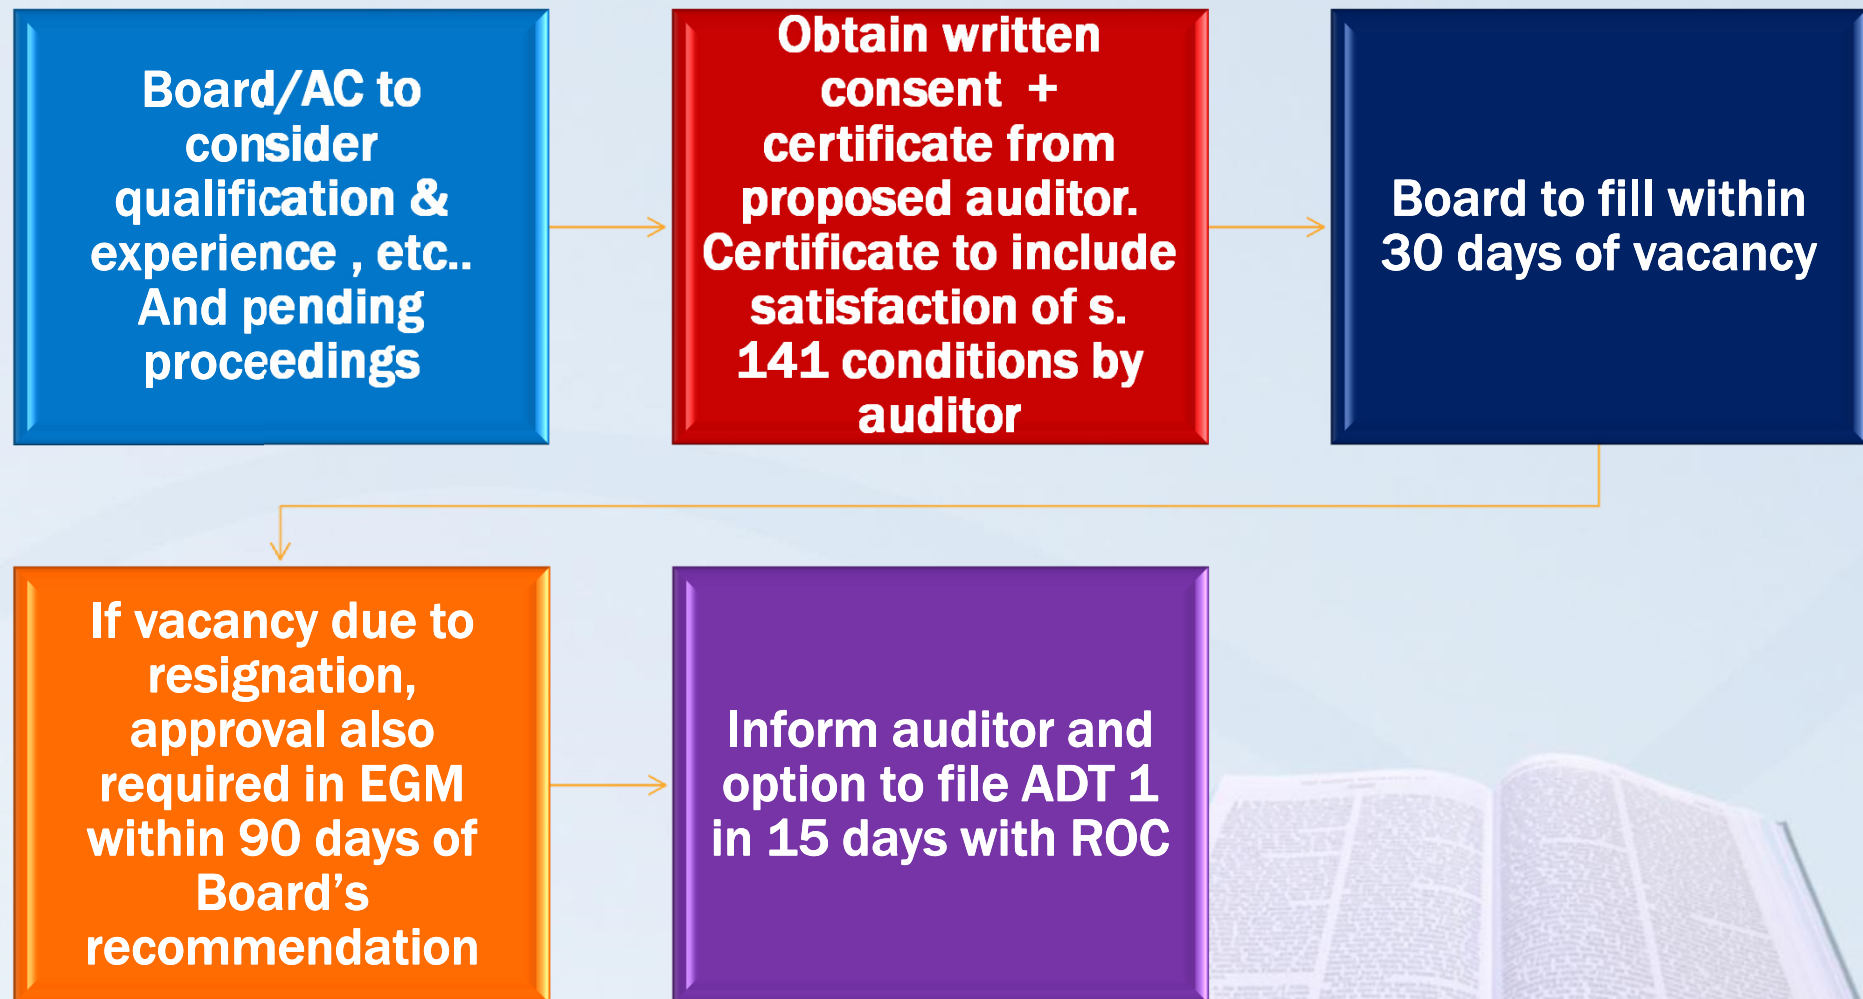 Board/AC to
consider
qualification &
experience , etc..
And pending
proceedings
Obtain written
consent +
certificate from
proposed auditor.
Certificate to include
satisfaction of s.
141 conditions by
auditor
Board to fill within
30 days of vacancy
If vacancy due to
resignation,
approval also
required in EGM
within 90 days of
Board's
recommendation
Inform auditor and
option to file ADT 1
in 15 days with ROC